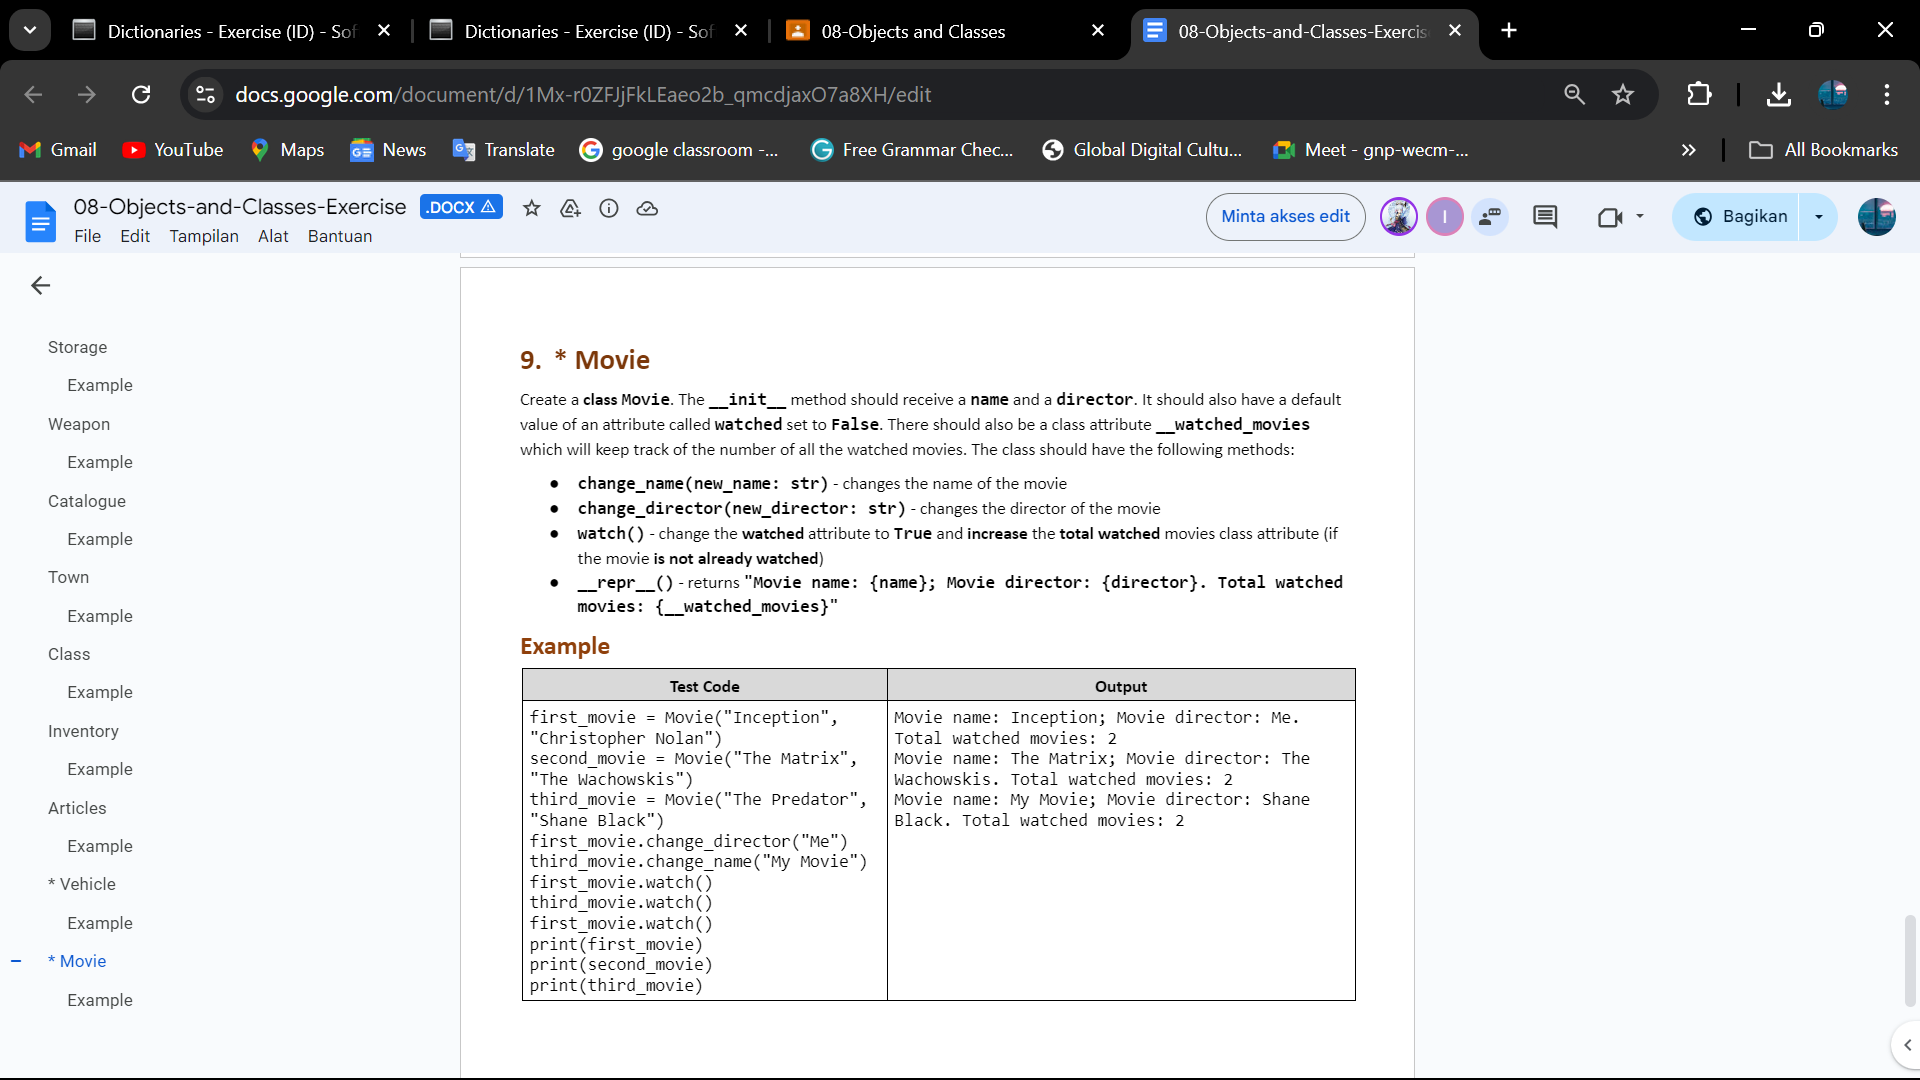 Dictionaries - Exercise (ID) - Sof
Dictionaries - Exercise (ID) - Sof
08-Objects and Classes
08-Objects-and-Classes-Exercis
docs.google.com/document/d/1Mx-r0ZFJjFkLEaeo2b_qmcdjaxO7a8XH/edit
Gmail
YouTube
Maps
News
Translate
google classroom -...
Free Grammar Chec...
Global Digital Cultu...
Meet - gnp-wecm-...
All Bookmarks
08-Objects-and-Classes-Exercise
.DOCX
File Edit Tampilan Alat Bantuan
Minta akses edit
I
Bagikan
Storage
Example
Weapon
Example
Catalogue
Example
Town
Example
Class
Example
Inventory
Example
Articles
Example
* Vehicle
Example
* Movie
Example
9. * Movie
Create a class Movie. The __init__ method should receive a name and a director. It should also have a default
value of an attribute called watched set to False. There should also be a class attribute __watched_movies
which will keep track of the number of all the watched movies. The class should have the following methods:
● change_name(new_name: str) - changes the name of the movie
● change_director(new_director: str) - changes the director of the movie
● watch() - change the watched attribute to True and increase the total watched movies class attribute (if
the movie is not already watched)
● __repr__() - returns "Movie name: {name}; Movie director: {director}. Total watched
movies: {__watched_movies}"
Example
Test Code
first_movie = Movie("Inception",
"Christopher Nolan")
second_movie = Movie("The Matrix",
"The Wachowskis")
third_movie = Movie("The Predator",
"Shane Black")
first_movie.change_director("Me")
third_movie.change_name("My Movie")
first_movie.watch()
third_movie.watch()
first_movie.watch()
print(first_movie)
print(second_movie)
print(third_movie)
Output
Movie name: Inception; Movie director: Me.
Total watched movies: 2
Movie name: The Matrix; Movie director: The
Wachowskis. Total watched movies: 2
Movie name: My Movie; Movie director: Shane
Black. Total watched movies: 2